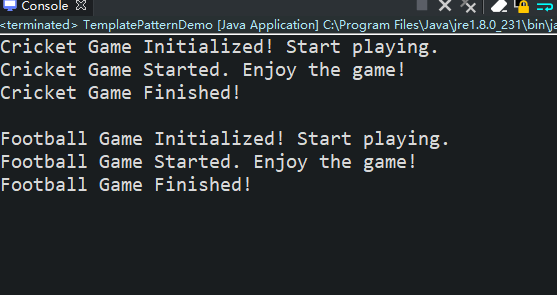 Console
<terminated> TemplatePatternDemo [Java Application] C:\Program Files\Java\jre1.8.0_231\bin\ja
Cricket Game Initialized! Start playing.
Cricket Game Started. Enjoy the game!
Cricket Game Finished!
Football Game Initialized! Start playing.
Football Game Started. Enjoy the game!
Football Game Finished!